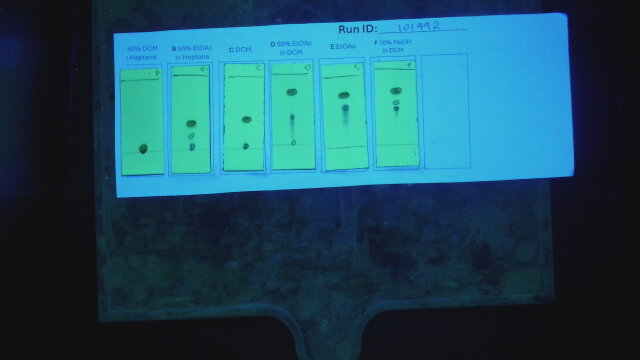 Run ID: 101992
50% DCM
in Heptane
B 50% EtOAc
in Heptane
C DCM
D 50% EtOAc
in DCM
E EtOAc
F 10% MeOH
in DCM
C
F